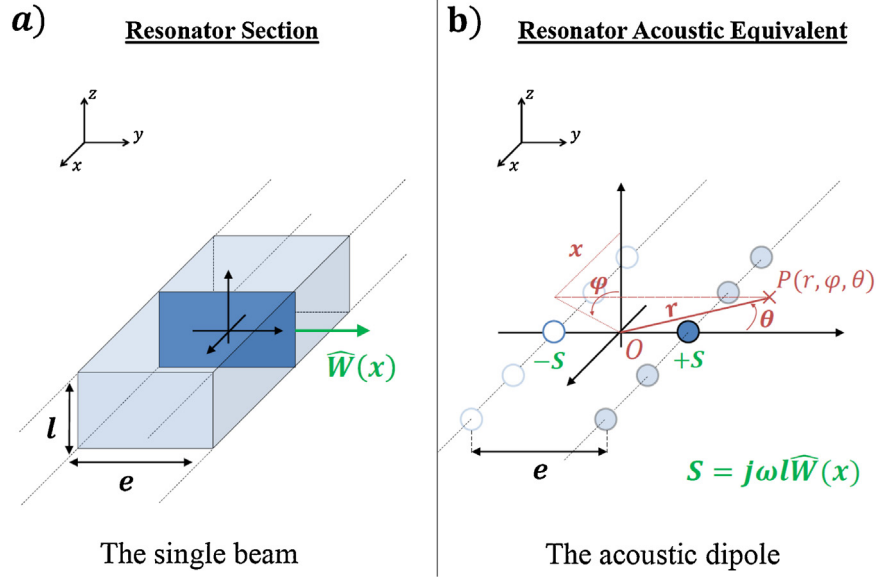 a)
Resonator Section
z
y
x
Ŵ(x)
l
e
The single beam
b)
Resonator Acoustic Equivalent
z
y
x
x
φ
P(r, φ, θ)
r
θ
−S
O
+S
e
S = jωlŴ(x)
The acoustic dipole